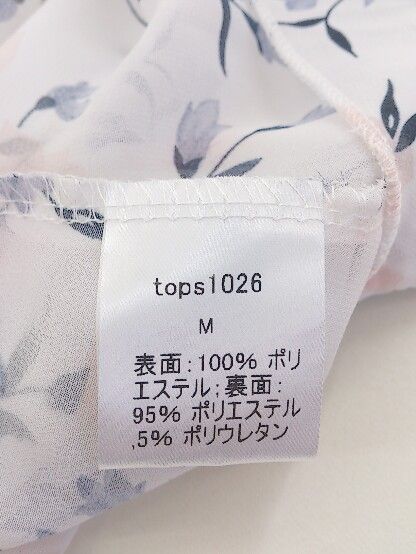 tops1026
M
表面:100% ポリ
エステル;裏面:
95% ポリエステル
,5% ポリウレタン